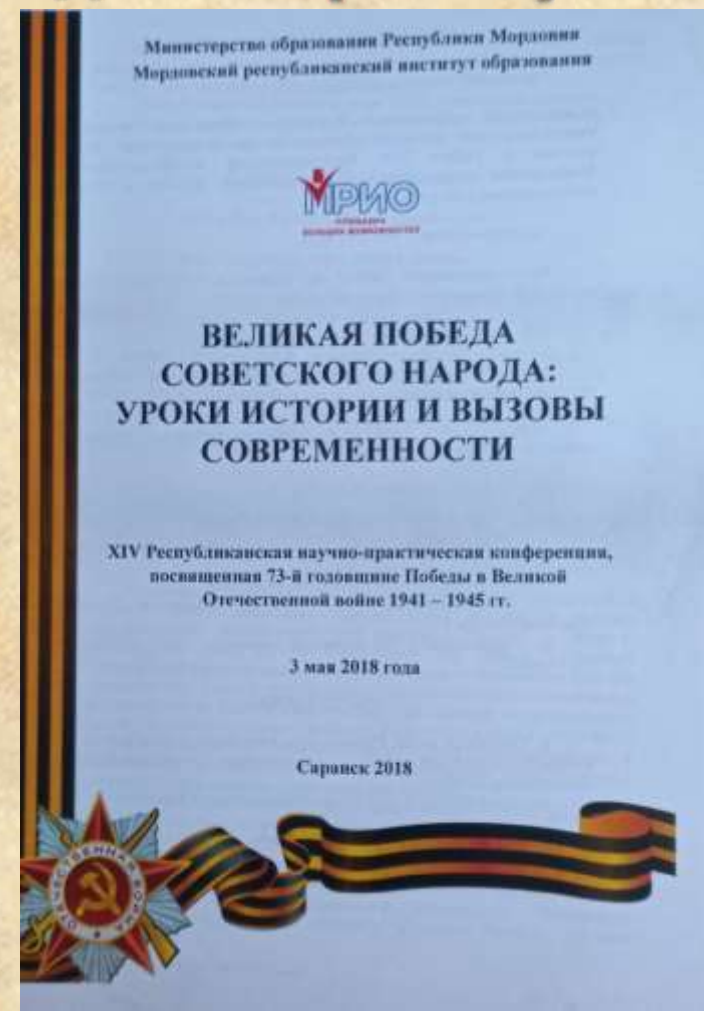 Министерство образования Республики Мордовия
Мордовский республиканский институт образования
МРИО
ВЕЛИКАЯ ПОБЕДА
СОВЕТСКОГО НАРОДА:
УРОКИ ИСТОРИИ И ВЫЗОВЫ
СОВРЕМЕННОСТИ
XIV Республиканская научно-практическая конференция,
посвященная 73-й годовщине Победы в Великой
Отечественной войне 1941 – 1945 гг.
3 мая 2018 года
Саранск 2018
ОТЕЧЕСТВЕННАЯ ВОЙНА